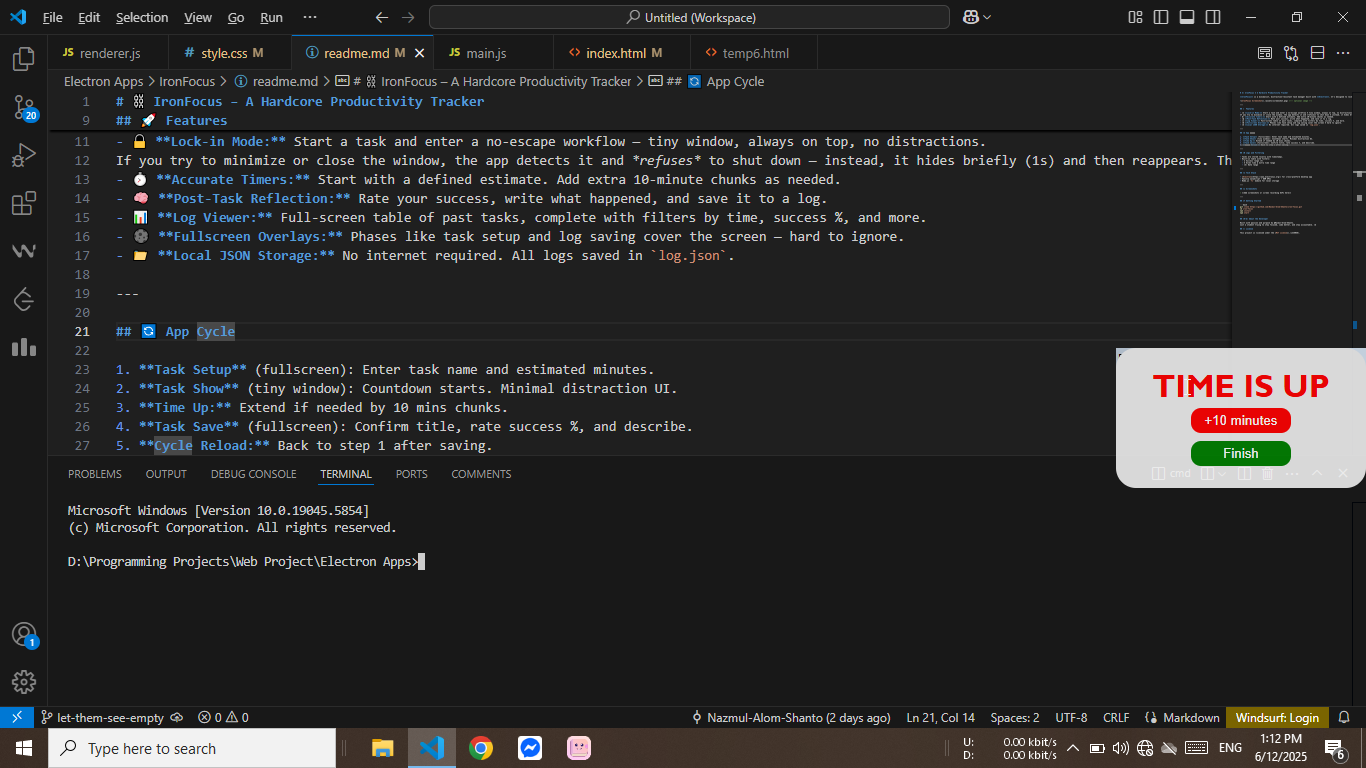 File Edit Selection View Go Run ··· Untitled (Workspace)
JS renderer.js # style.css M readme.md M JS main.js <> index.html M <> temp6.html
Electron Apps > IronFocus > readme.md > # ⛓ IronFocus – A Hardcore Productivity Tracker > ## 🔄 App Cycle
1 # ⛓ IronFocus – A Hardcore Productivity Tracker
9 ## 🚀 Features
11 - 🔒 **Lock-in Mode:** Start a task and enter a no-escape workflow — tiny window, always on top, no distractions.
12 If you try to minimize or close the window, the app detects it and *refuses* to shut down — instead, it hides briefly (1s) and then reappears. Th
13 - ⏱ **Accurate Timers:** Start with a defined estimate. Add extra 10-minute chunks as needed.
14 - 🧠 **Post-Task Reflection:** Rate your success, write what happened, and save it to a log.
15 - 📊 **Log Viewer:** Full-screen table of past tasks, complete with filters by time, success %, and more.
16 - **Fullscreen Overlays:** Phases like task setup and log saving cover the screen — hard to ignore.
17 - 📁 **Local JSON Storage:** No internet required. All logs saved in `log.json`.
18
19 ---
20
21 ## 🔄 App Cycle
22
23 1. **Task Setup** (fullscreen): Enter task name and estimated minutes.
24 2. **Task Show** (tiny window): Countdown starts. Minimal distraction UI.
25 3. **Time Up:** Extend if needed by 10 mins chunks.
26 4. **Task Save** (fullscreen): Confirm title, rate success %, and describe.
27 5. **Cycle Reload:** Back to step 1 after saving.
TIME IS UP
+10 minutes
Finish
20
PROBLEMS OUTPUT DEBUG CONSOLE TERMINAL PORTS COMMENTS cmd
Microsoft Windows [Version 10.0.19045.5854]
(c) Microsoft Corporation. All rights reserved.
D:\Programming Projects\Web Project\Electron Apps>
1
let-them-see-empty 0 0 Nazmul-Alom-Shanto (2 days ago) Ln 21, Col 14 Spaces: 2 UTF-8 CRLF Markdown Windsurf: Login
Type here to search
U: 0.00 kbit/s
D: 0.00 kbit/s
ENG
1:12 PM
6/12/2025
6